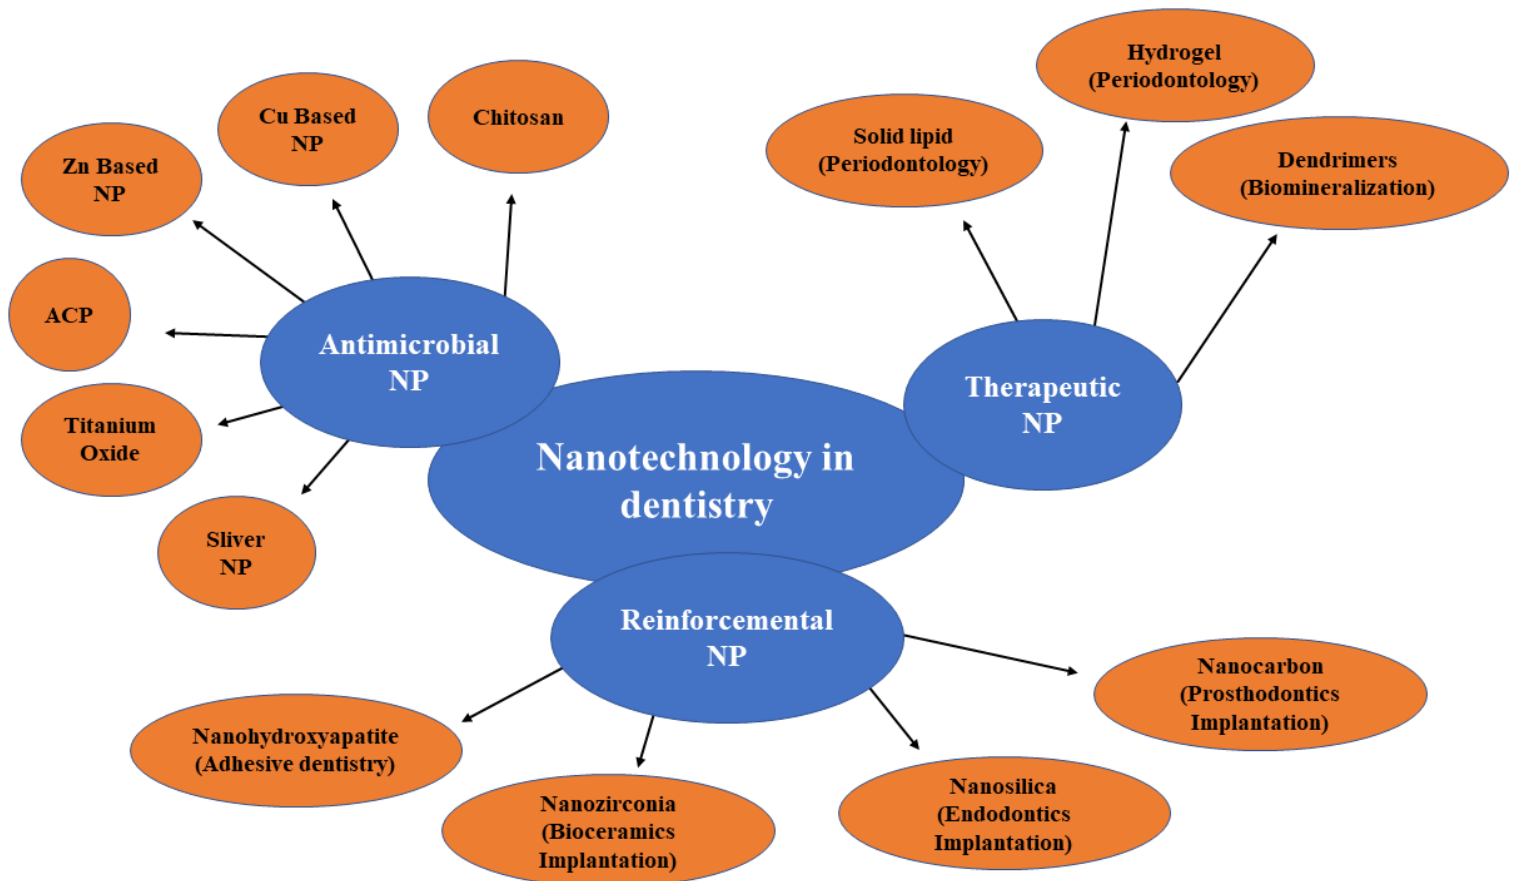 Hydrogel
(Periodontology)
Cu Based
NP
Chitosan
Solid lipid
(Periodontology)
Dendrimers
(Biomineralization)
Zn Based
NP
ACP
Antimicrobial
NP
Therapeutic
NP
Titanium
Oxide
Nanotechnology in
dentistry
Sliver
NP
Reinforcemental
NP
Nanocarbon
(Prosthodontics
Implantation)
Nanohydroxyapatite
(Adhesive dentistry)
Nanozirconia
(Bioceramics
Implantation)
Nanosilica
(Endodontics
Implantation)